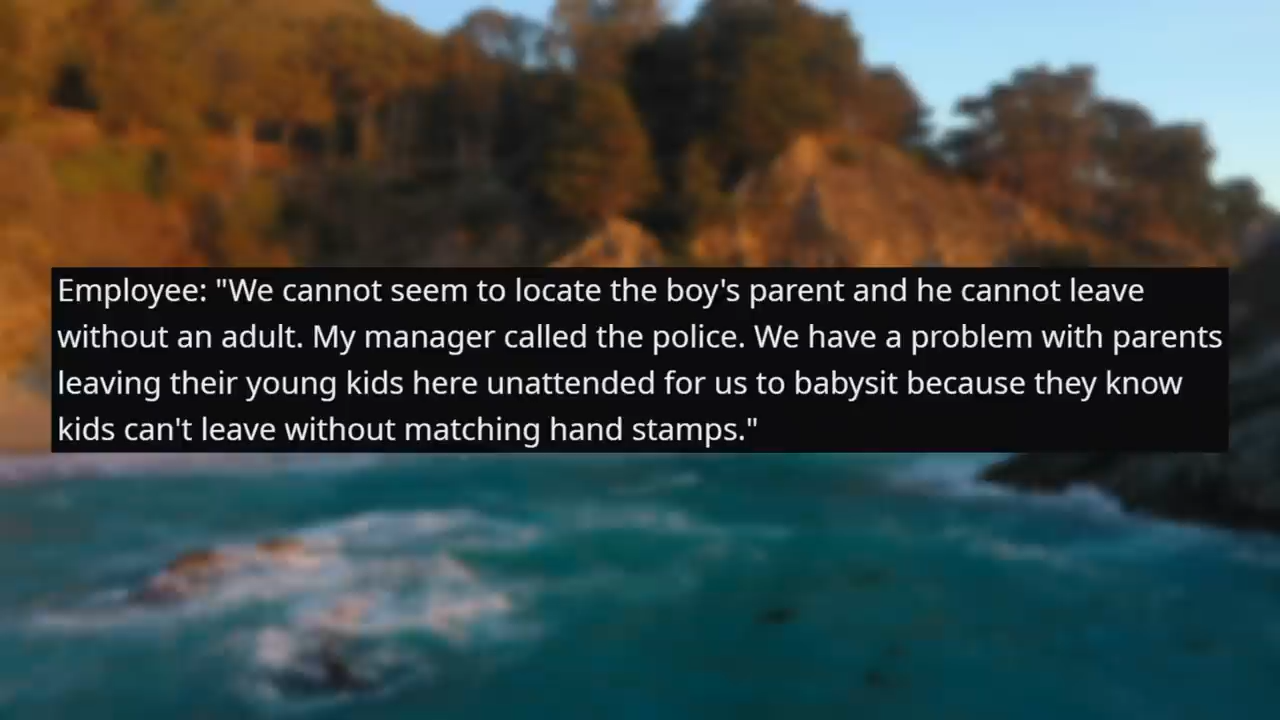 Employee: "We cannot seem to locate the boy's parent and he cannot leave
without an adult. My manager called the police. We have a problem with parents
leaving their young kids here unattended for us to babysit because they know
kids can't leave without matching hand stamps."